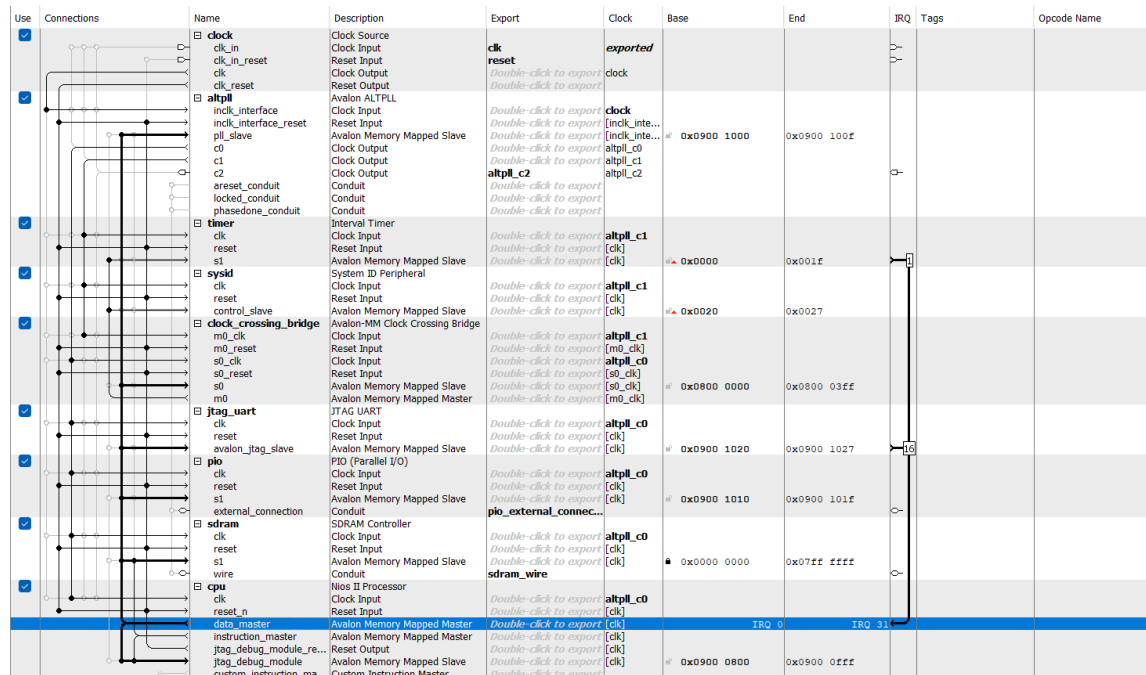 Use Connections Name Description Export Clock Base End IRQ Tags Opcode Name
clock Clock Source
clk_in Clock Input clk exported
clk_in_reset Reset Input reset
clk Clock Output Double-click to export clock
clk_reset Reset Output Double-click to export
altpll Avalon ALTPLL
inclk_interface Clock Input Double-click to export clock
inclk_interface_reset Reset Input Double-click to export [inclk_inte...
pll_slave Avalon Memory Mapped Slave Double-click to export [inclk_inte... 0x0900 1000 0x0900 100f
c0 Clock Output Double-click to export altpll_c0
c1 Clock Output Double-click to export altpll_c1
c2 Clock Output altpll_c2 altpll_c2
areset_conduit Conduit Double-click to export
locked_conduit Conduit Double-click to export
phasedone_conduit Conduit Double-click to export
timer Interval Timer
clk Clock Input Double-click to export altpll_c1
reset Reset Input Double-click to export [clk]
s1 Avalon Memory Mapped Slave Double-click to export [clk] 0x0000 0x001f 1
sysid System ID Peripheral
clk Clock Input Double-click to export altpll_c1
reset Reset Input Double-click to export [clk]
control_slave Avalon Memory Mapped Slave Double-click to export [clk] 0x0020 0x0027
clock_crossing_bridge Avalon-MM Clock Crossing Bridge
m0_clk Clock Input Double-click to export altpll_c1
m0_reset Reset Input Double-click to export [m0_clk]
s0_clk Clock Input Double-click to export altpll_c0
s0_reset Reset Input Double-click to export [s0_clk]
s0 Avalon Memory Mapped Slave Double-click to export [s0_clk] 0x0800 0000 0x0800 03ff
m0 Avalon Memory Mapped Master Double-click to export [m0_clk]
jtag_uart JTAG UART
clk Clock Input Double-click to export altpll_c0
reset Reset Input Double-click to export [clk]
avalon_jtag_slave Avalon Memory Mapped Slave Double-click to export [clk] 0x0900 1020 0x0900 1027 16
pio PIO (Parallel I/O)
clk Clock Input Double-click to export altpll_c0
reset Reset Input Double-click to export [clk]
s1 Avalon Memory Mapped Slave Double-click to export [clk] 0x0900 1010 0x0900 101f
external_connection Conduit pio_external_connec...
sdram SDRAM Controller
clk Clock Input Double-click to export altpll_c0
reset Reset Input Double-click to export [clk]
s1 Avalon Memory Mapped Slave Double-click to export [clk] 0x0000 0000 0x07ff ffff
wire Conduit sdram_wire
cpu Nios II Processor
clk Clock Input Double-click to export altpll_c0
reset_n Reset Input Double-click to export [clk]
data_master Avalon Memory Mapped Master Double-click to export [clk] IRQ 0 IRQ 31
instruction_master Avalon Memory Mapped Master Double-click to export [clk]
jtag_debug_module_re... Reset Output Double-click to export [clk]
jtag_debug_module Avalon Memory Mapped Slave Double-click to export [clk] 0x0900 0800 0x0900 0fff
custom_instruction_ma... Custom Instruction Master Double-click to export